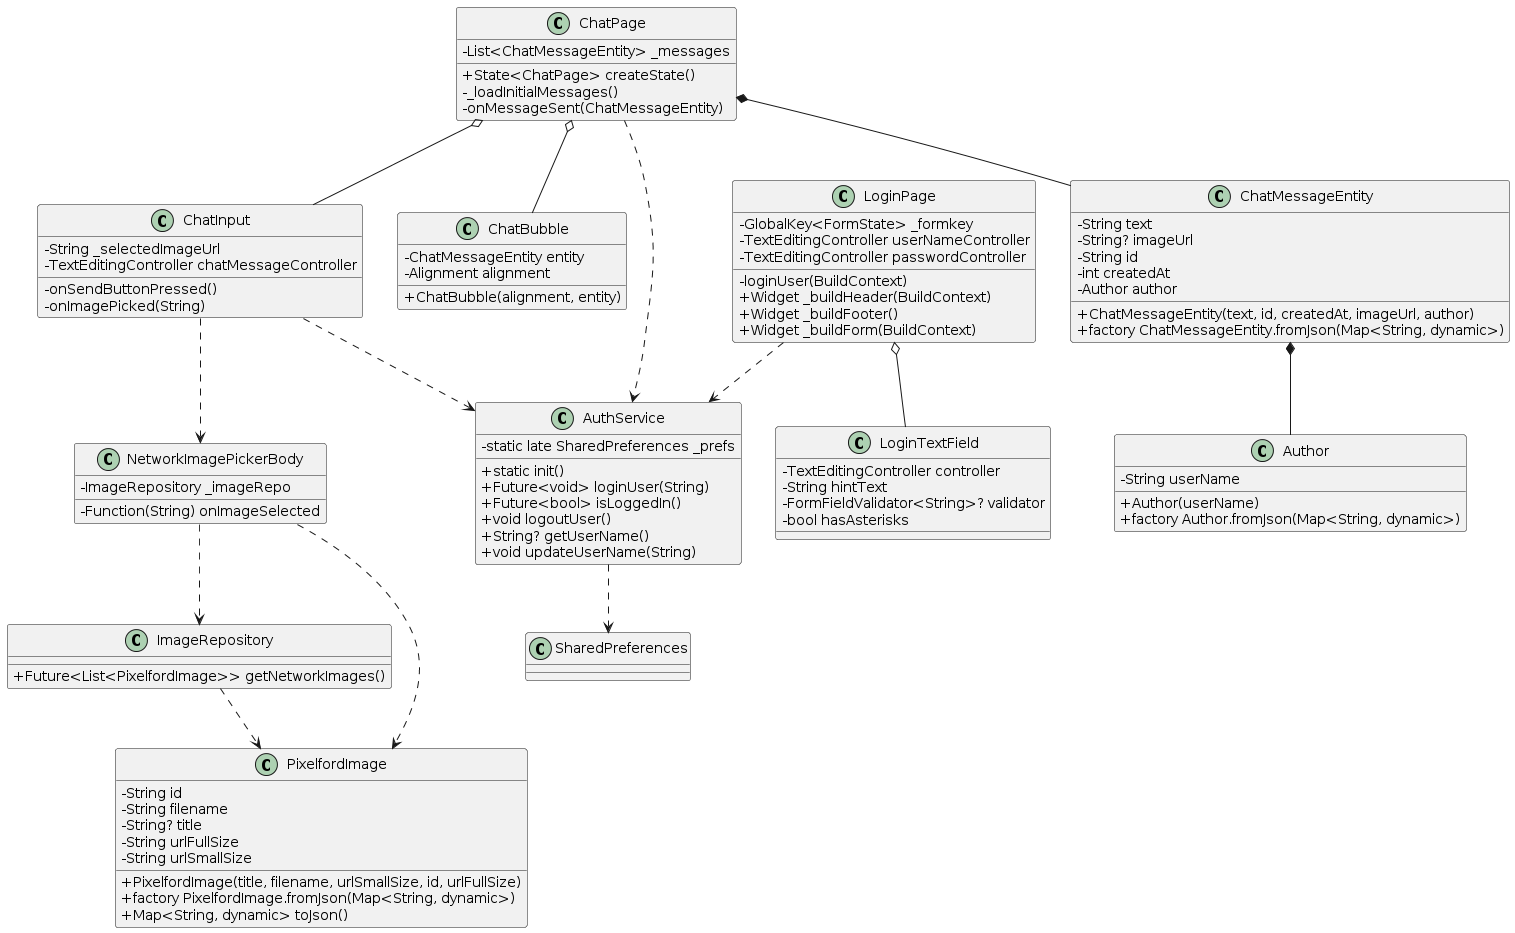 C ChatPage
-List<ChatMessageEntity> _messages
+State<ChatPage> createState()
-_loadInitialMessages()
-onMessageSent(ChatMessageEntity)
C ChatInput
-String _selectedImageUrl
-TextEditingController chatMessageController
-onSendButtonPressed()
-onImagePicked(String)
C ChatBubble
-ChatMessageEntity entity
-Alignment alignment
+ChatBubble(alignment, entity)
C LoginPage
-GlobalKey<FormState> _formkey
-TextEditingController userNameController
-TextEditingController passwordController
-loginUser(BuildContext)
+Widget _buildHeader(BuildContext)
+Widget _buildFooter()
+Widget _buildForm(BuildContext)
C ChatMessageEntity
-String text
-String? imageUrl
-String id
-int createdAt
-Author author
+ChatMessageEntity(text, id, createdAt, imageUrl, author)
+factory ChatMessageEntity.fromJson(Map<String, dynamic>)
C NetworkImagePickerBody
-ImageRepository _imageRepo
-Function(String) onImageSelected
C AuthService
-static late SharedPreferences _prefs
+static init()
+Future<void> loginUser(String)
+Future<bool> isLoggedIn()
+void logoutUser()
+String? getUserName()
+void updateUserName(String)
C LoginTextField
-TextEditingController controller
-String hintText
-FormFieldValidator<String>? validator
-bool hasAsterisks
C Author
-String userName
+Author(userName)
+factory Author.fromJson(Map<String, dynamic>)
C ImageRepository
+Future<List<PixelfordImage>> getNetworkImages()
C SharedPreferences
C PixelfordImage
-String id
-String filename
-String? title
-String urlFullSize
-String urlSmallSize
+PixelfordImage(title, filename, urlSmallSize, id, urlFullSize)
+factory PixelfordImage.fromJson(Map<String, dynamic>)
+Map<String, dynamic> toJson()